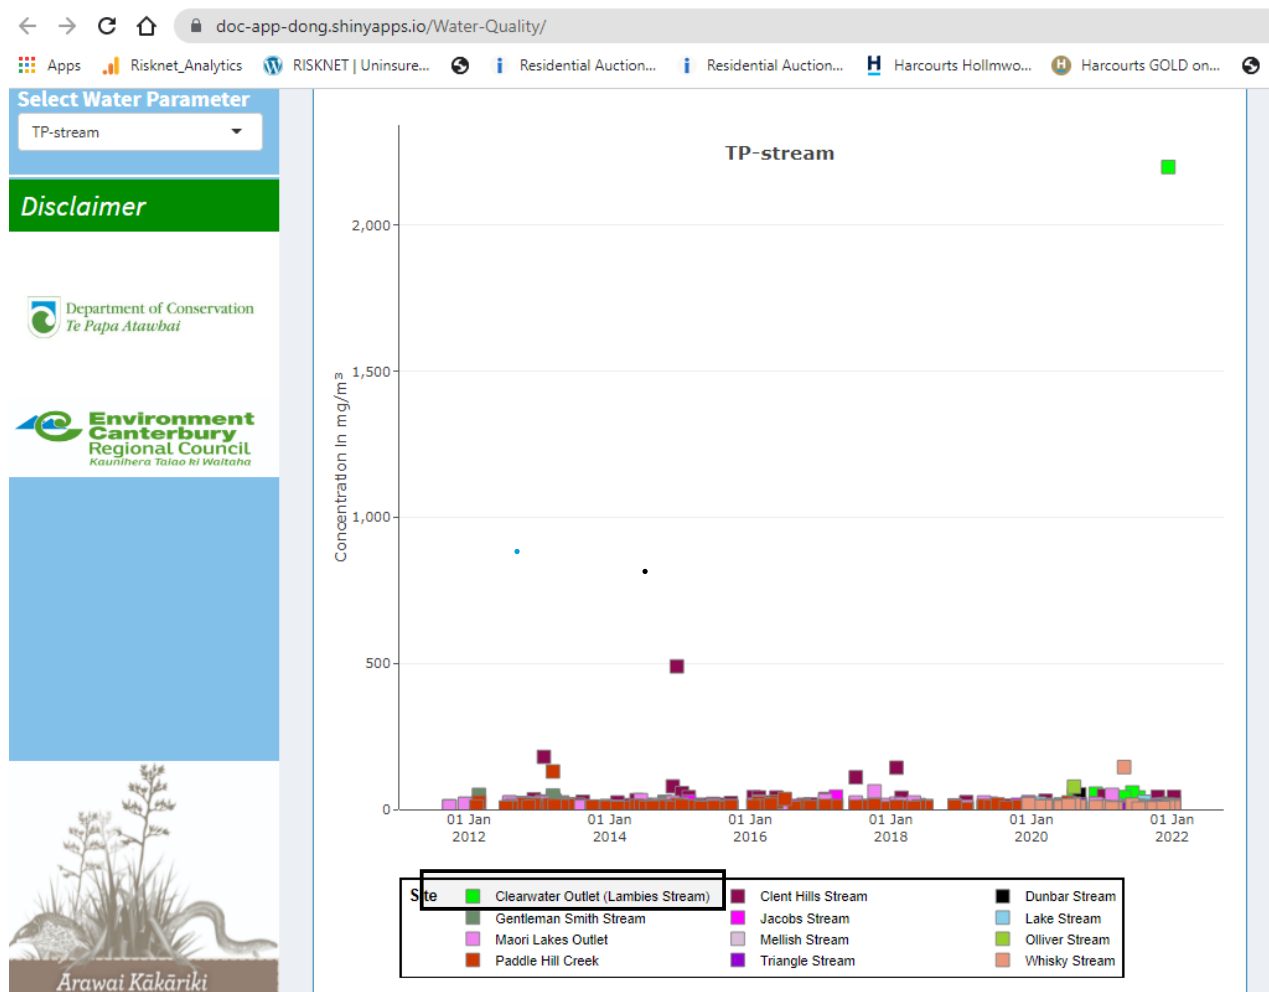 doc-app-dong.shinyapps.io/Water-Quality/
Apps Risknet_Analytics RISKNET | Uninsure... Residential Auction... Residential Auction... Harcourts Hollmwo... Harcourts GOLD on...
Select Water Parameter
TP-stream
Disclaimer
Department of Conservation
Te Papa Atawhai
Environment
Canterbury
Regional Council
Kaunihera Taiao ki Waitaha
Arawai Kākāriki
TP-stream
Concentration In mg/m³
2,000
1,500
1,000
500
0
01 Jan 01 Jan 01 Jan 01 Jan 01 Jan 01 Jan
2012 2014 2016 2018 2020 2022
Site Clearwater Outlet (Lambies Stream) Clent Hills Stream Dunbar Stream
Gentleman Smith Stream Jacobs Stream Lake Stream
Maori Lakes Outlet Mellish Stream Olliver Stream
Paddle Hill Creek Triangle Stream Whisky Stream